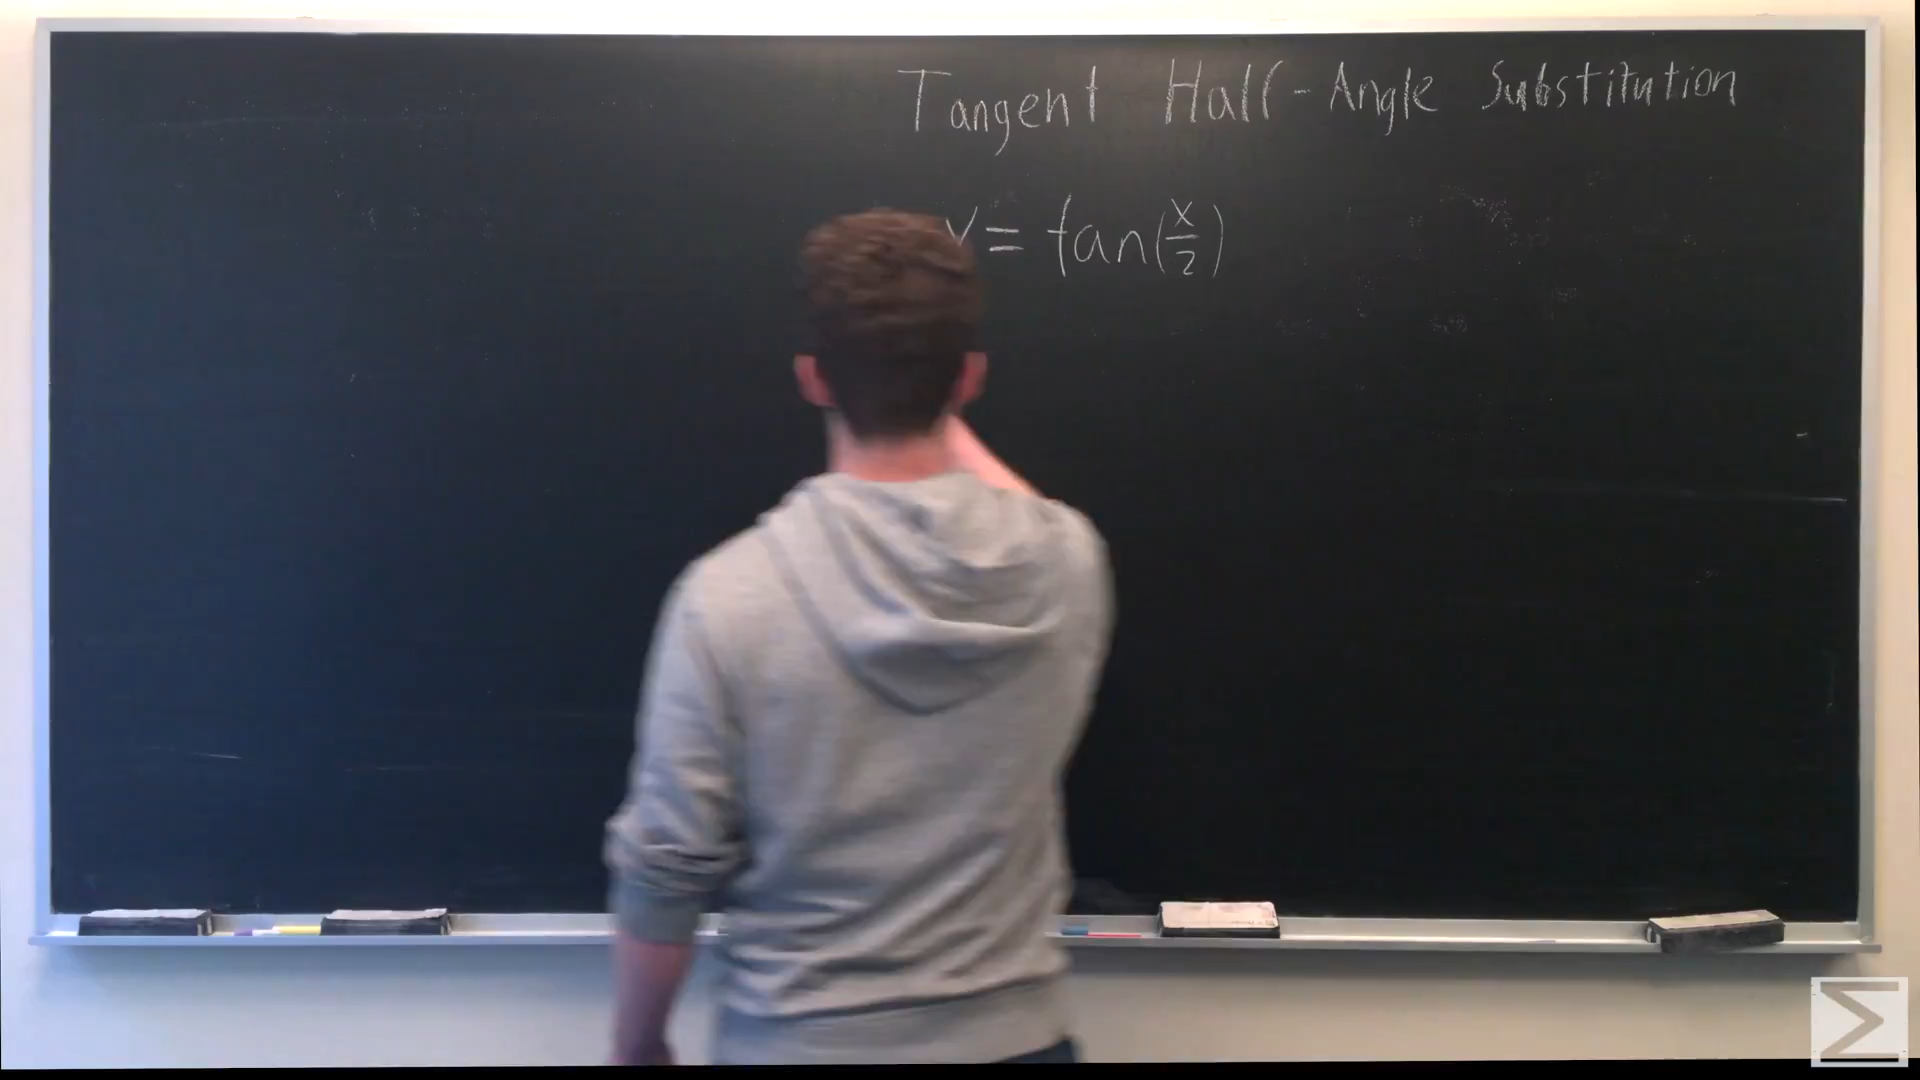 Tangent Half-Angle Substitution
= tan(x/2)
Σ